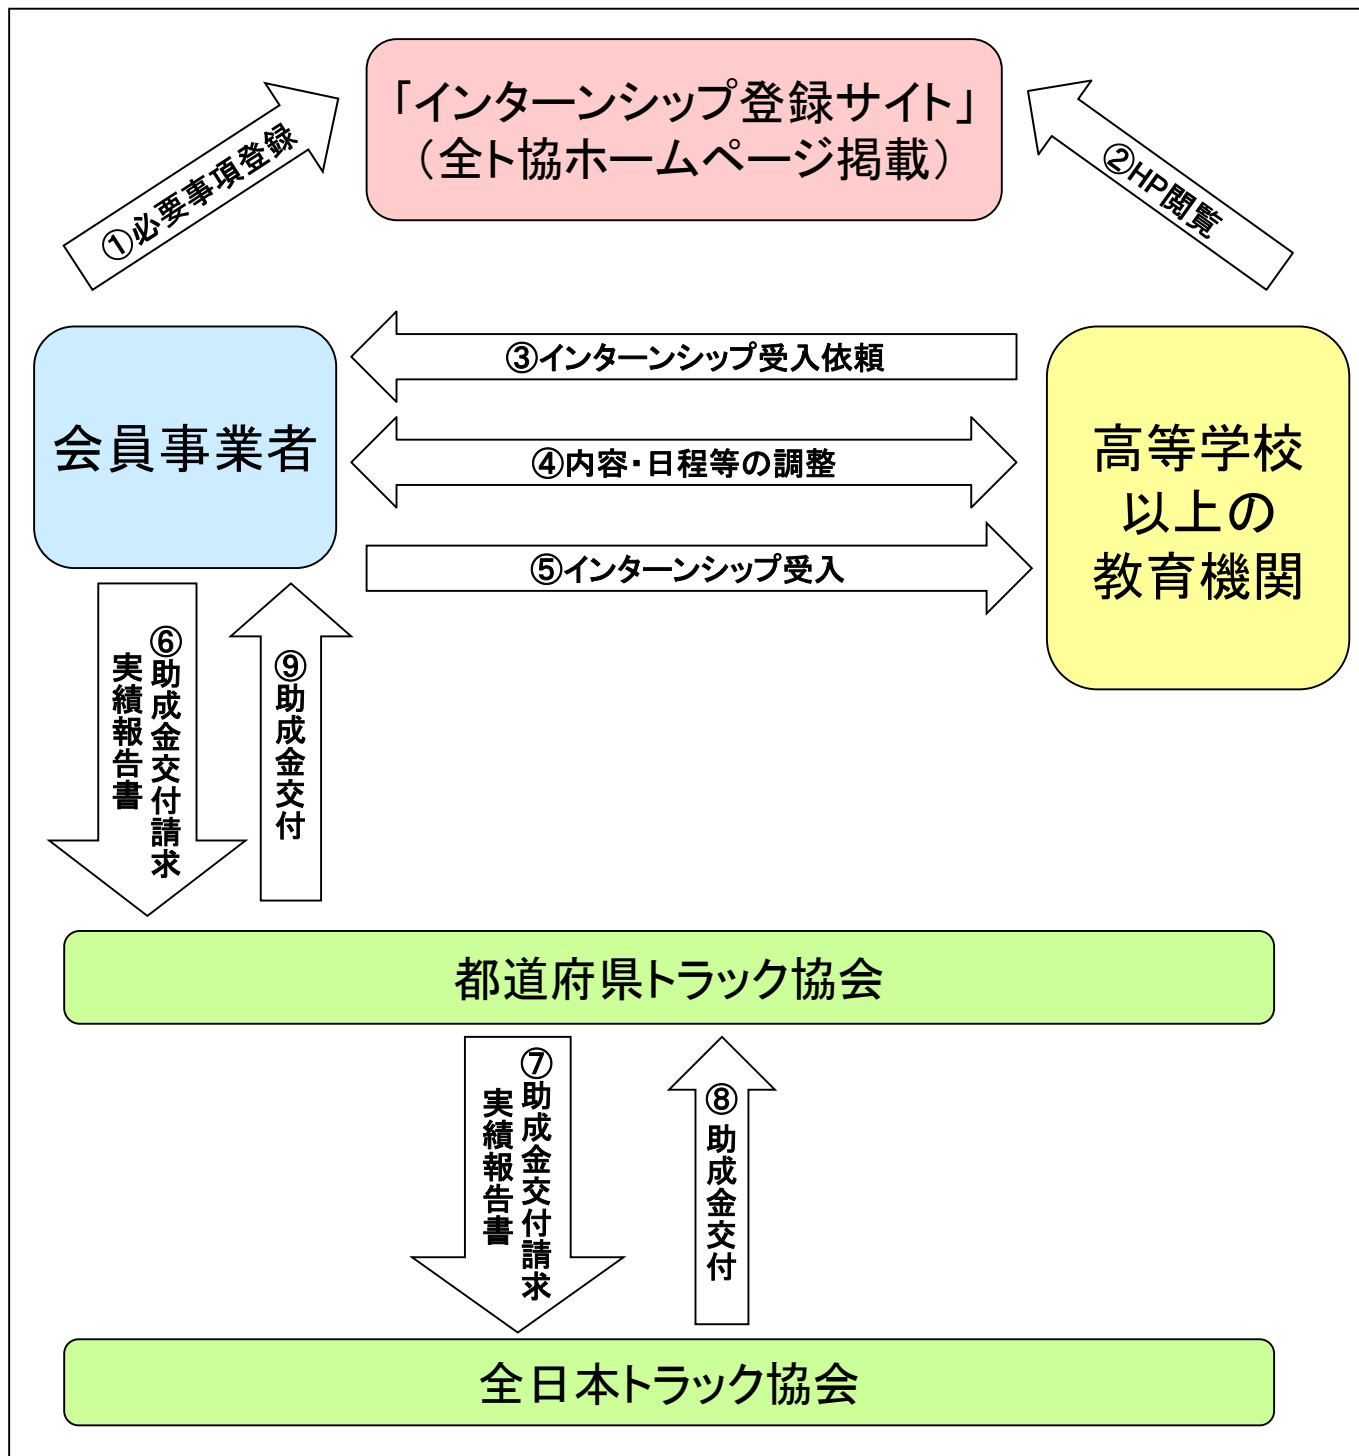 「インターンシップ登録サイト」
（全ト協ホームページ掲載）
①必要事項登録
②HP閲覧
③インターンシップ受入依頼
会員事業者
④内容・日程等の調整
高等学校
以上の
教育機関
⑤インターンシップ受入
⑥助成金交付請求
実績報告書
⑨助成金交付
都道府県トラック協会
⑦助成金交付請求
実績報告書
⑧助成金交付
全日本トラック協会